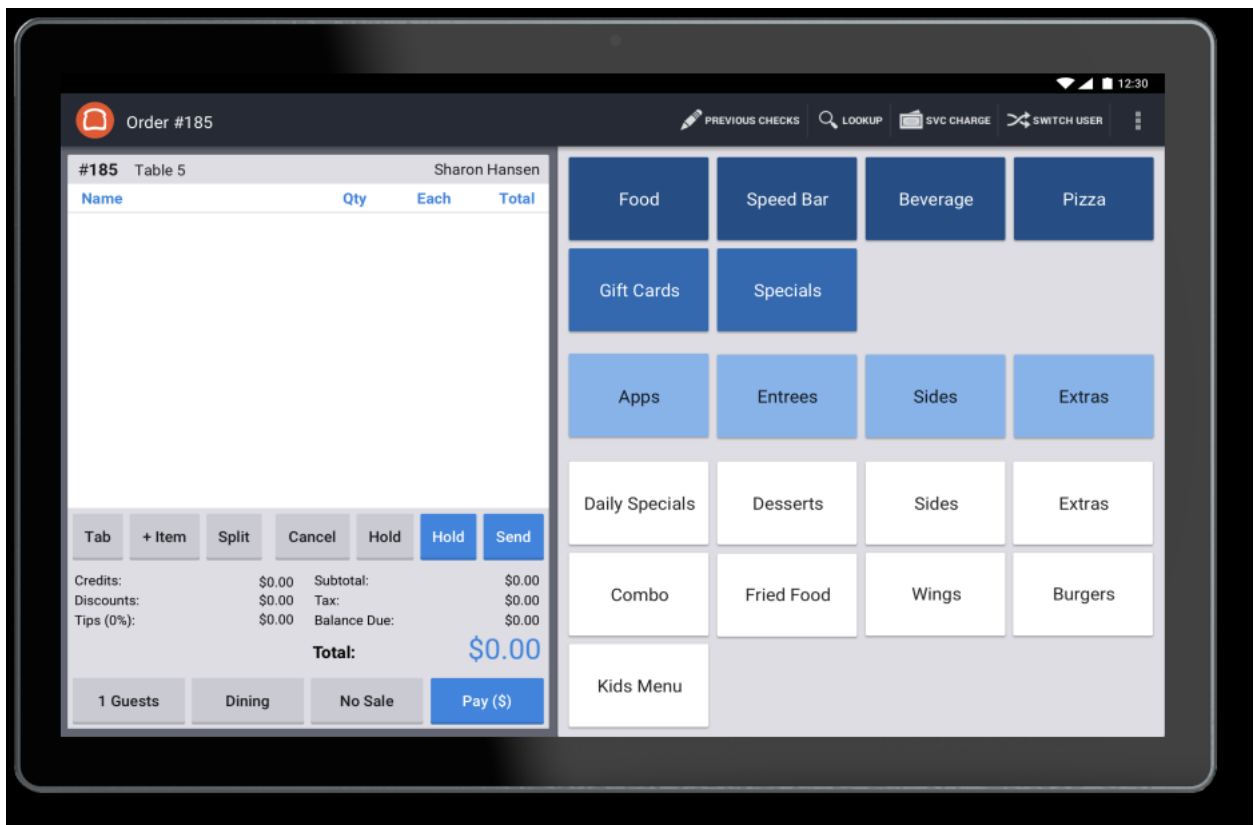 12:30
Order #185
PREVIOUS CHECKS LOOKUP SVC CHARGE SWITCH USER
#185 Table 5 Sharon Hansen
Name Qty Each Total
Tab + Item Split Cancel Hold Hold Send
Credits: $0.00 Subtotal: $0.00
Discounts: $0.00 Tax: $0.00
Tips (0%): $0.00 Balance Due: $0.00
Total: $0.00
1 Guests Dining No Sale Pay ($)
Food Speed Bar Beverage Pizza
Gift Cards Specials
Apps Entrees Sides Extras
Daily Specials Desserts Sides Extras
Combo Fried Food Wings Burgers
Kids Menu